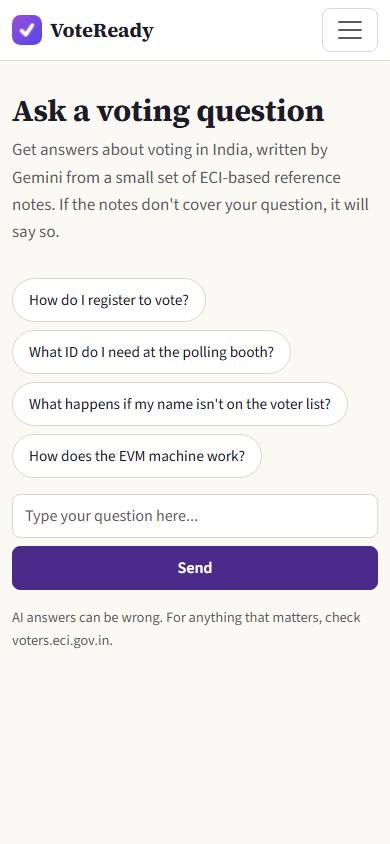 VoteReady
Ask a voting question
Get answers about voting in India, written by
Gemini from a small set of ECI-based reference
notes. If the notes don't cover your question, it will
say so.
How do I register to vote?
What ID do I need at the polling booth?
What happens if my name isn't on the voter list?
How does the EVM machine work?
Type your question here...
Send
AI answers can be wrong. For anything that matters, check
voters.eci.gov.in.